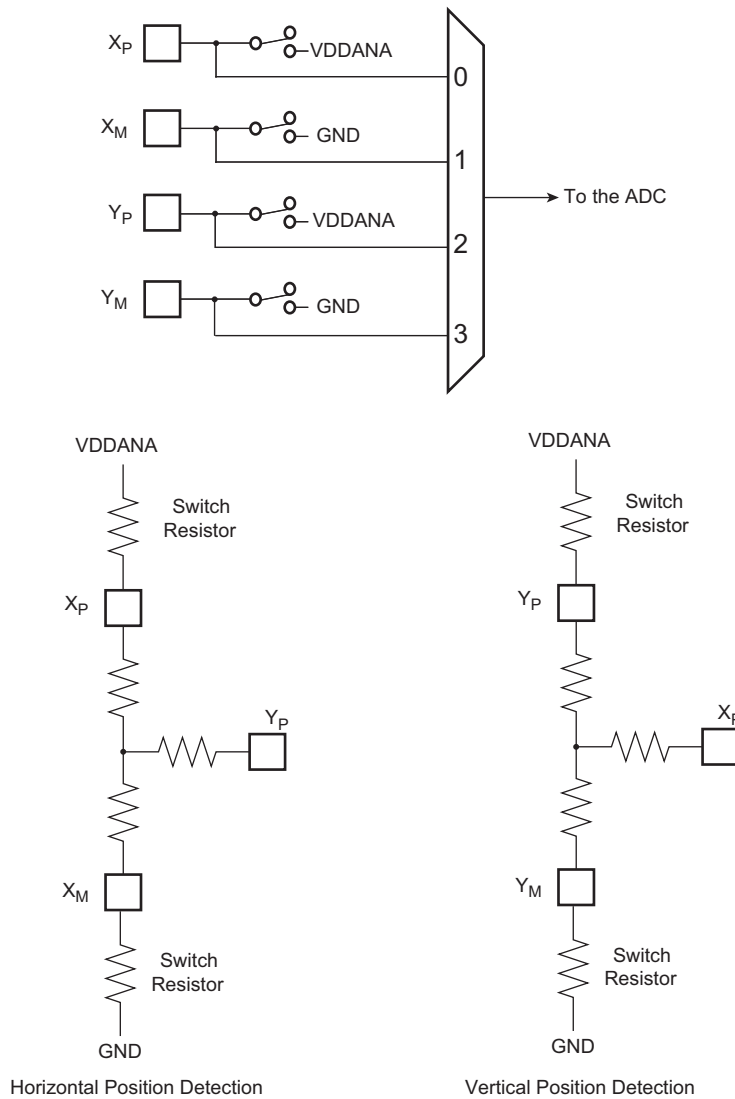 XP
VDDANA
0
XM
GND
1
To the ADC
YP
VDDANA
2
YM
GND
3
VDDANA
Switch
Resistor
XP
YP
XM
Switch
Resistor
GND
Horizontal Position Detection
VDDANA
Switch
Resistor
YP
XP
YM
Switch
Resistor
GND
Vertical Position Detection